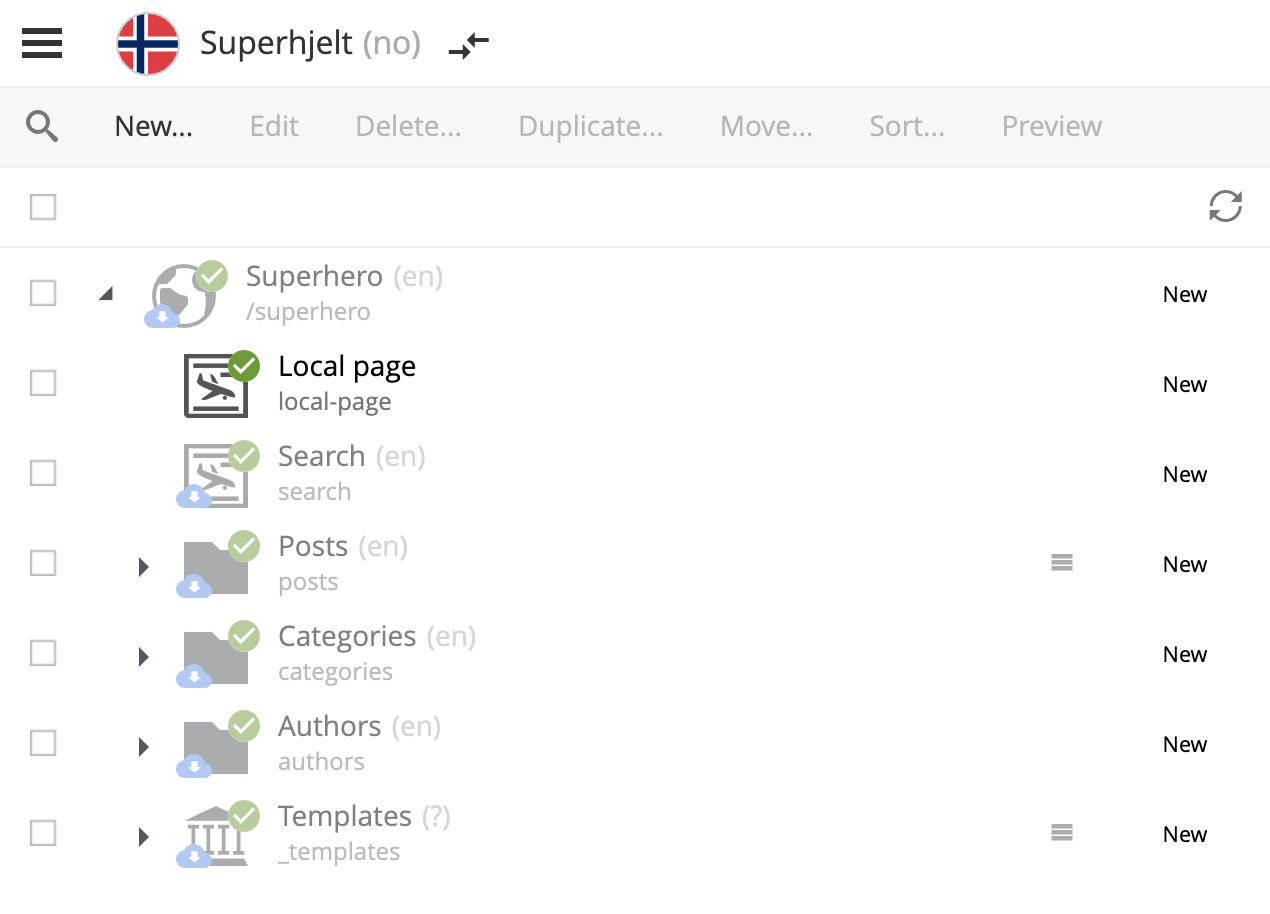 Superhjelt (no)
New... Edit Delete... Duplicate... Move... Sort... Preview
Superhero (en)
/superhero
New
Local page
local-page
New
Search (en)
search
New
Posts (en)
posts
New
Categories (en)
categories
New
Authors (en)
authors
New
Templates (?)
_templates
New